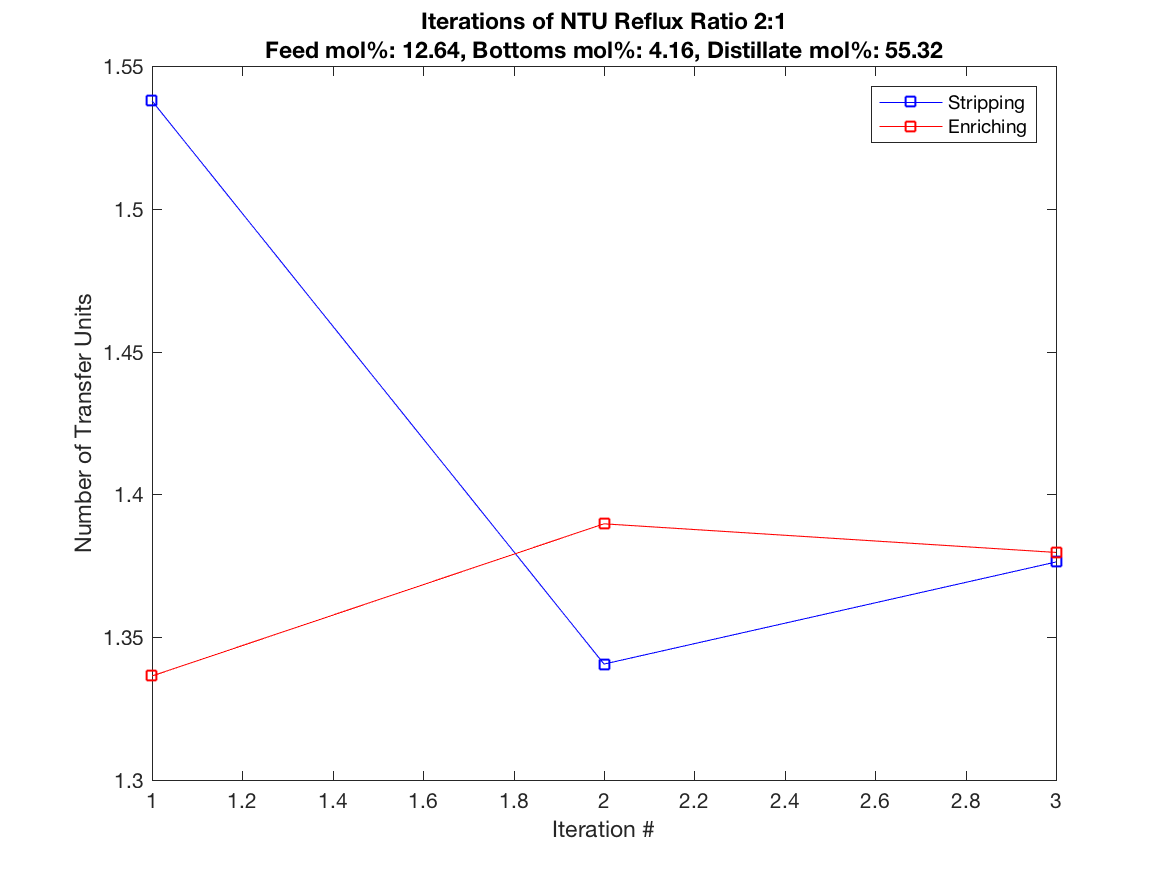 Iterations of NTU Reflux Ratio 2:1
Feed mol%: 12.64, Bottoms mol%: 4.16, Distillate mol%: 55.32
1.55
1.5
1.45
1.4
1.35
1.3
Number of Transfer Units
Stripping
Enriching
1 1.2 1.4 1.6 1.8 2 2.2 2.4 2.6 2.8 3
Iteration #